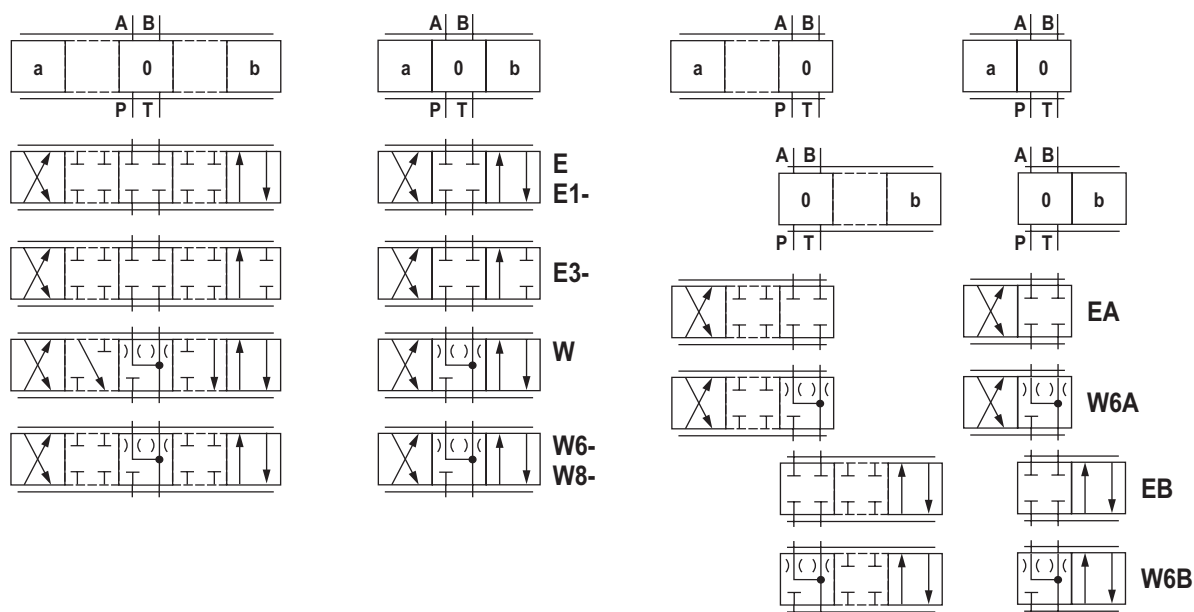 A B
a 0 b
P T
A B
a 0 b
P T
E
E1-
E3-
W
W6-
W8-
A B
a 0
P T
A B
a 0
P T
A B
0 b
P T
A B
0 b
P T
EA
W6A
EB
W6B